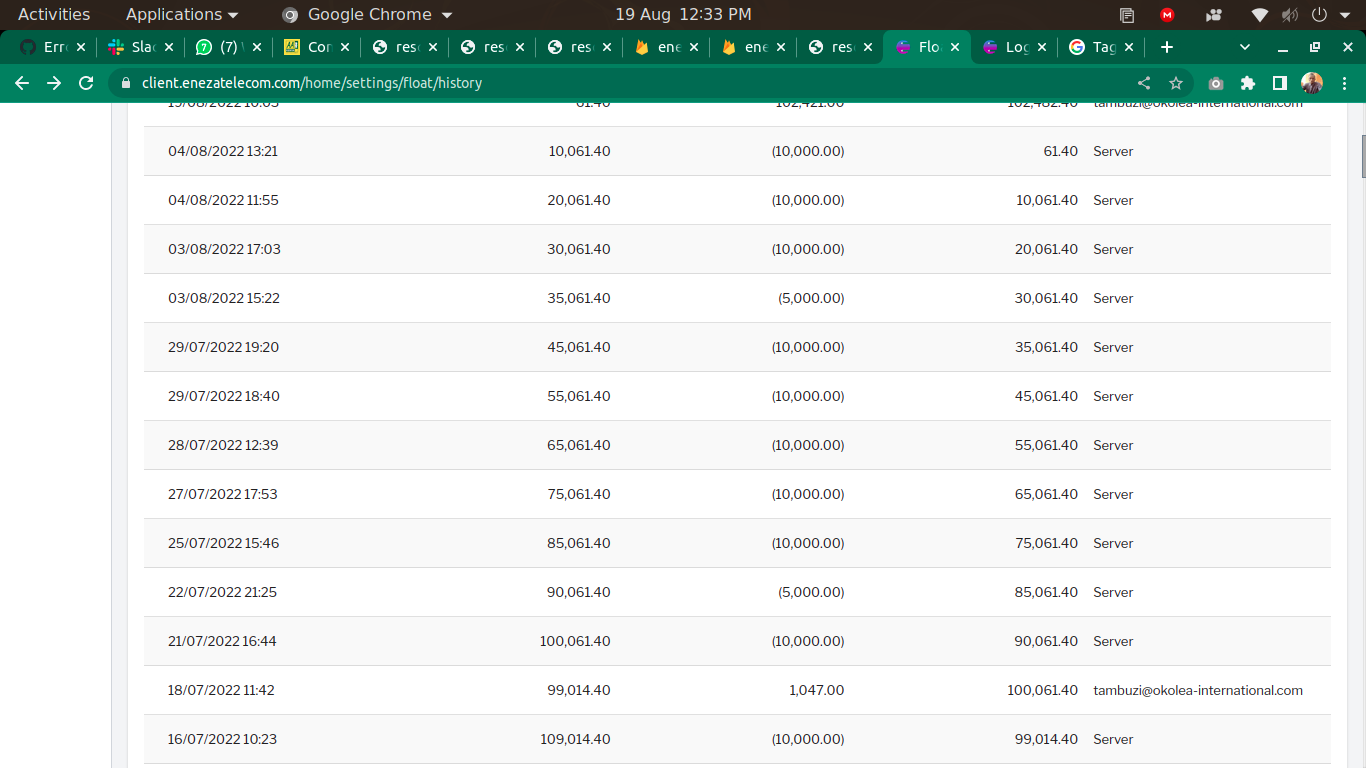 Activities Applications Google Chrome 19 Aug 12:33 PM
Erro Slac (7) Con reso reso reso ene ene reso Floa Log Tag
client.enezatelecom.com/home/settings/float/history
19/08/2022 10:03 61.40 102,421.00 102,482.40 tambuzi@okolea-international.com
04/08/2022 13:21 10,061.40 (10,000.00) 61.40 Server
04/08/2022 11:55 20,061.40 (10,000.00) 10,061.40 Server
03/08/2022 17:03 30,061.40 (10,000.00) 20,061.40 Server
03/08/2022 15:22 35,061.40 (5,000.00) 30,061.40 Server
29/07/2022 19:20 45,061.40 (10,000.00) 35,061.40 Server
29/07/2022 18:40 55,061.40 (10,000.00) 45,061.40 Server
28/07/2022 12:39 65,061.40 (10,000.00) 55,061.40 Server
27/07/2022 17:53 75,061.40 (10,000.00) 65,061.40 Server
25/07/2022 15:46 85,061.40 (10,000.00) 75,061.40 Server
22/07/2022 21:25 90,061.40 (5,000.00) 85,061.40 Server
21/07/2022 16:44 100,061.40 (10,000.00) 90,061.40 Server
18/07/2022 11:42 99,014.40 1,047.00 100,061.40 tambuzi@okolea-international.com
16/07/2022 10:23 109,014.40 (10,000.00) 99,014.40 Server